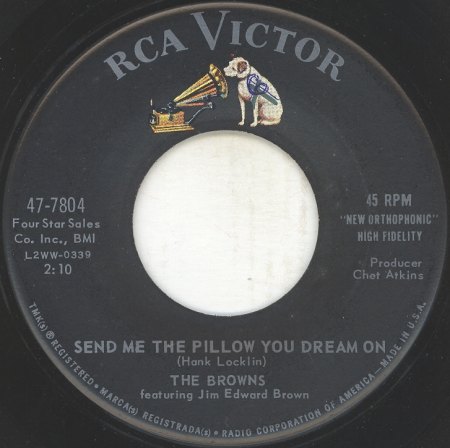 RCA VICTOR
47-7804
Four Star Sales
Co. Inc., BMI
L2WW-0339
2:10
45 RPM
"NEW ORTHOPHONIC"
HIGH FIDELITY
Producer
Chet Atkins
SEND ME THE PILLOW YOU DREAM ON
(Hank Locklin)
THE BROWNS
featuring Jim Edward Brown
TMK(s) ® REGISTERED • MARCA(s) REGISTRADA(s) • RADIO CORPORATION OF AMERICA — MADE IN U.S.A.